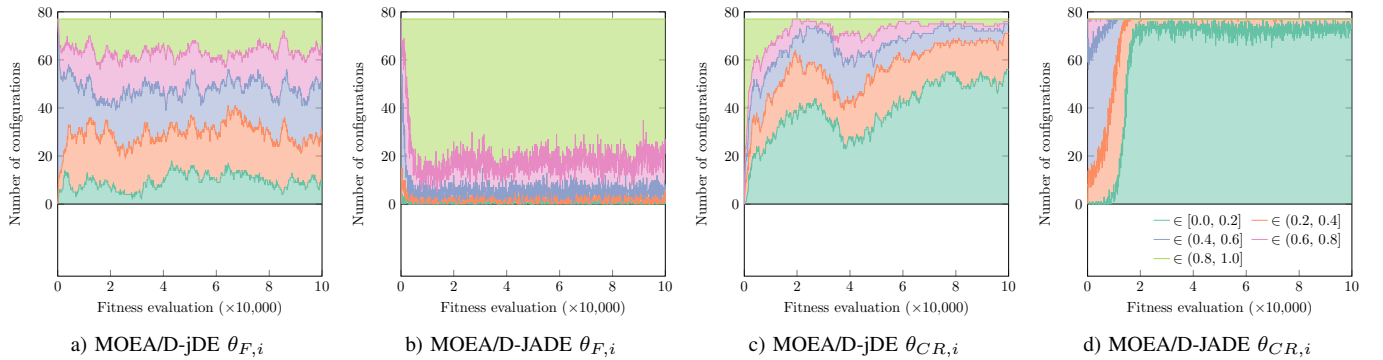 80
60
40
20
0
Number of configurations
0 2 4 6 8 10
Fitness evaluation (×10,000)
a) MOEA/D-jDE θF,i
80
60
40
20
0
Number of configurations
0 2 4 6 8 10
Fitness evaluation (×10,000)
b) MOEA/D-JADE θF,i
80
60
40
20
0
Number of configurations
0 2 4 6 8 10
Fitness evaluation (×10,000)
c) MOEA/D-jDE θCR,i
80
60
40
20
0
Number of configurations
∈ [0.0, 0.2] ∈ (0.2, 0.4]
∈ (0.4, 0.6] ∈ (0.6, 0.8]
∈ (0.8, 1.0]
0 2 4 6 8 10
Fitness evaluation (×10,000)
d) MOEA/D-JADE θCR,i